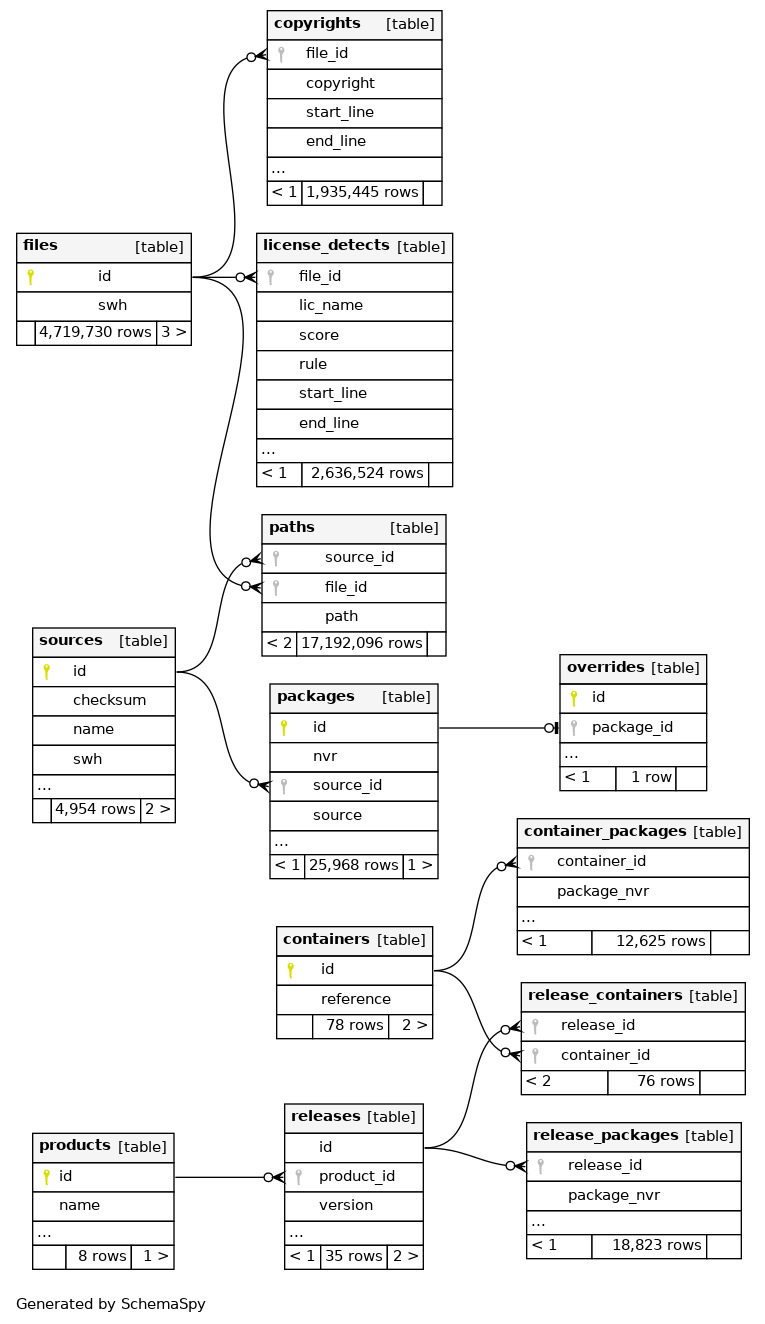 copyrights [table]
file_id
copyright
start_line
end_line
...
< 1 1,935,445 rows
files [table]
id
swh
4,719,730 rows 3 >
license_detects [table]
file_id
lic_name
score
rule
start_line
end_line
...
< 1 2,636,524 rows
paths [table]
source_id
file_id
path
< 2 17,192,096 rows
sources [table]
id
checksum
name
swh
...
4,954 rows 2 >
packages [table]
id
nvr
source_id
source
...
< 1 25,968 rows 1 >
overrides [table]
id
package_id
...
< 1 1 row
container_packages [table]
container_id
package_nvr
...
< 1 12,625 rows
containers [table]
id
reference
78 rows 2 >
release_containers [table]
release_id
container_id
< 2 76 rows
releases [table]
id
product_id
version
...
< 1 35 rows 2 >
products [table]
id
name
...
8 rows 1 >
release_packages [table]
release_id
package_nvr
...
< 1 18,823 rows
Generated by SchemaSpy